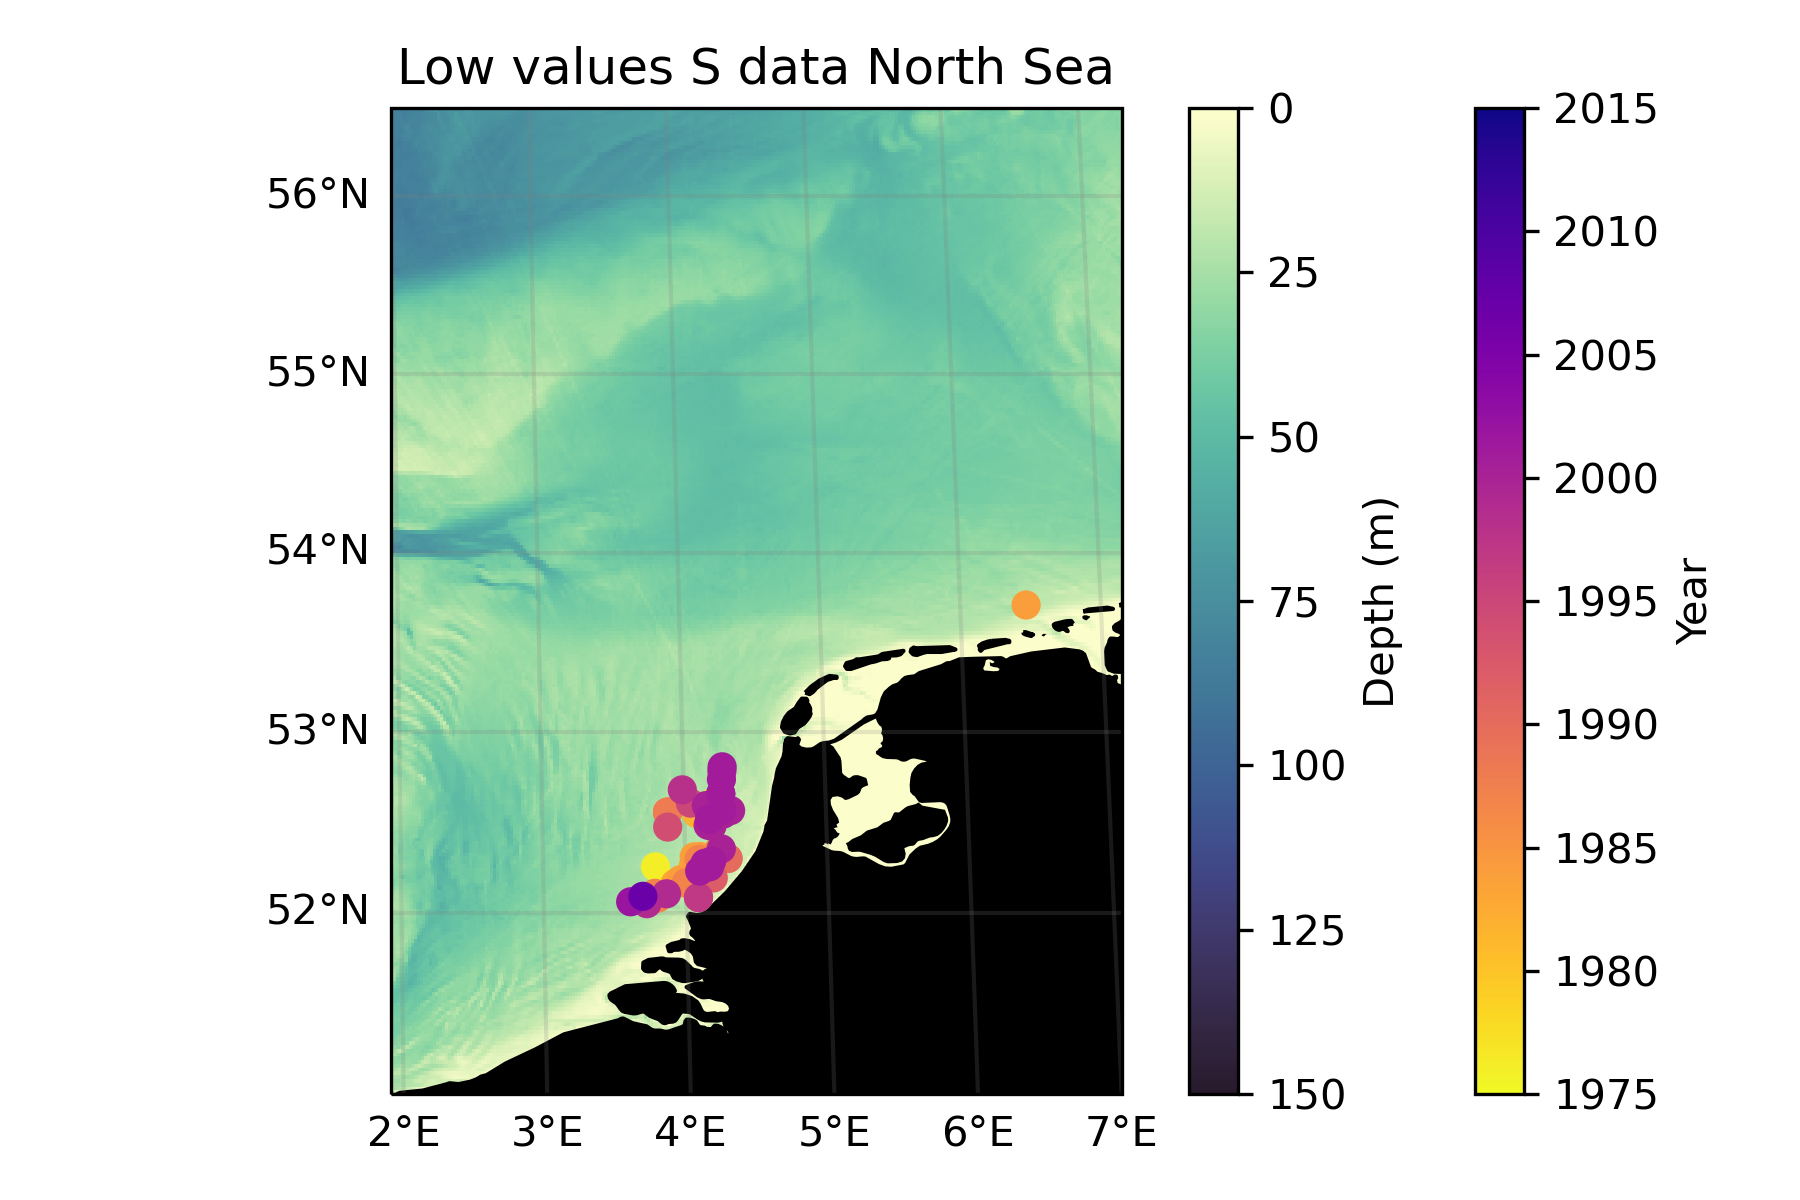 Low values S data North Sea
56°N
55°N
54°N
53°N
52°N
2°E 3°E 4°E 5°E 6°E 7°E
0
25
50
75
100
125
150
Depth (m)
2015
2010
2005
2000
1995
1990
1985
1980
1975
Year